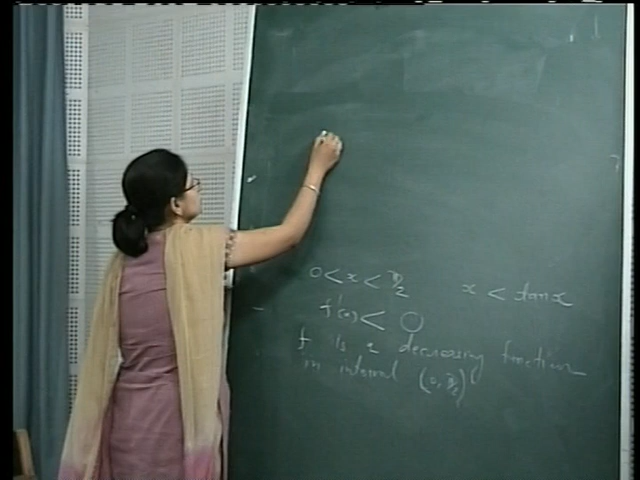 0 < x < π/2    x < tan x
f'(x) < 0
f is a decreasing function
in interval (0, π/2)